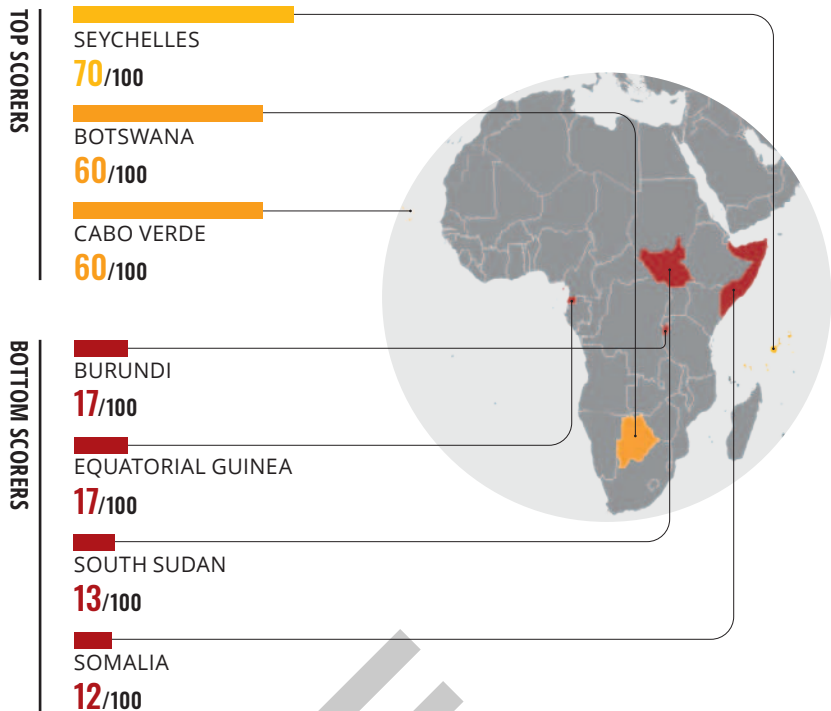 TOP SCORERS
SEYCHELLES
70/100
BOTSWANA
60/100
CABO VERDE
60/100
BOTTOM SCORERS
BURUNDI
17/100
EQUATORIAL GUINEA
17/100
SOUTH SUDAN
13/100
SOMALIA
12/100